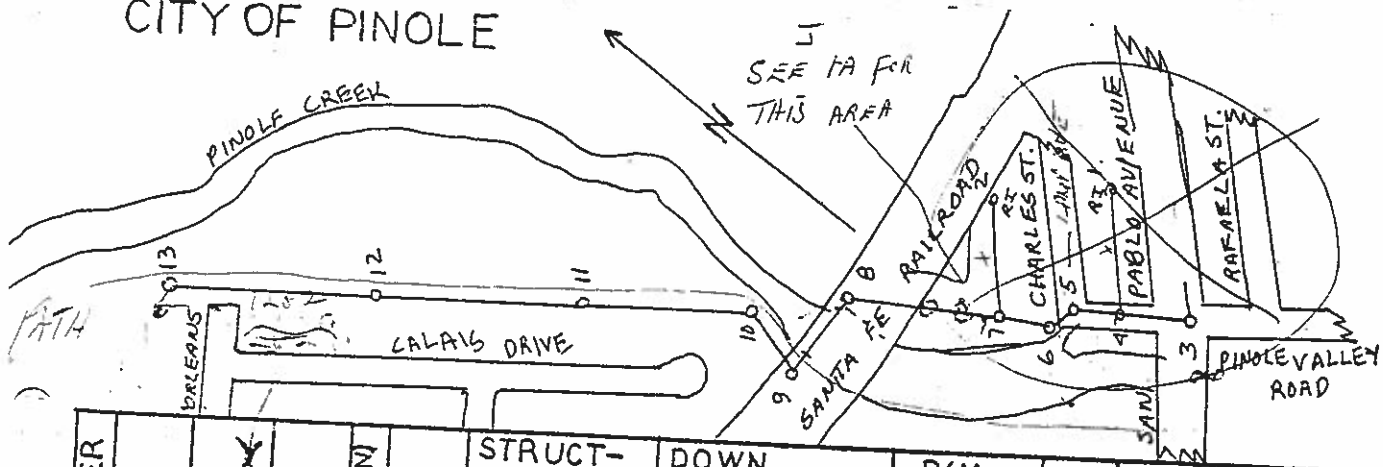 CITY OF PINOLE
SEE 1A FOR
THIS AREA
PINOLE CREEK
N
RAILROAD
SANTA FE
CHARLES ST.
PABLO AVENUE
RAFAELA ST.
R I
R I
13
12
11
10
9
8
7
6
5
4
3
2
PATH
ORLEANS
CALAIS DRIVE
SAN
PINOLE VALLEY
ROAD
STRUCT-
DOWN